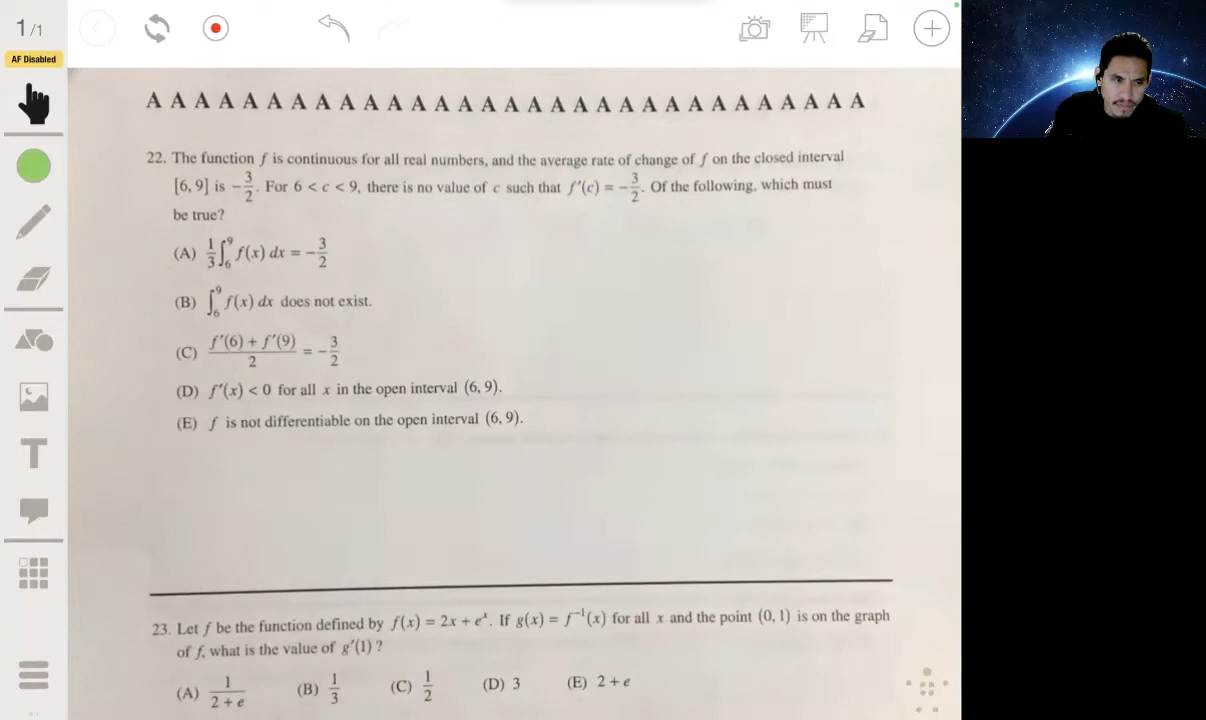 1/1
AF Disabled
A A A A A A A A A A A A A A A A A A A A A A A A A A A A A A
22. The function f is continuous for all real numbers, and the average rate of change of f on the closed interval
[6, 9] is −3/2. For 6 < c < 9, there is no value of c such that f′(c) = −3/2. Of the following, which must
be true?
(A) 1/3 ∫₆⁹ f(x) dx = −3/2
(B) ∫₆⁹ f(x) dx does not exist.
(C) (f′(6) + f′(9))/2 = −3/2
(D) f′(x) < 0 for all x in the open interval (6, 9).
(E) f is not differentiable on the open interval (6, 9).
23. Let f be the function defined by f(x) = 2x + eˣ. If g(x) = f⁻¹(x) for all x and the point (0, 1) is on the graph
of f, what is the value of g′(1) ?
(A) 1/(2 + e) (B) 1/3 (C) 1/2 (D) 3 (E) 2 + e
T